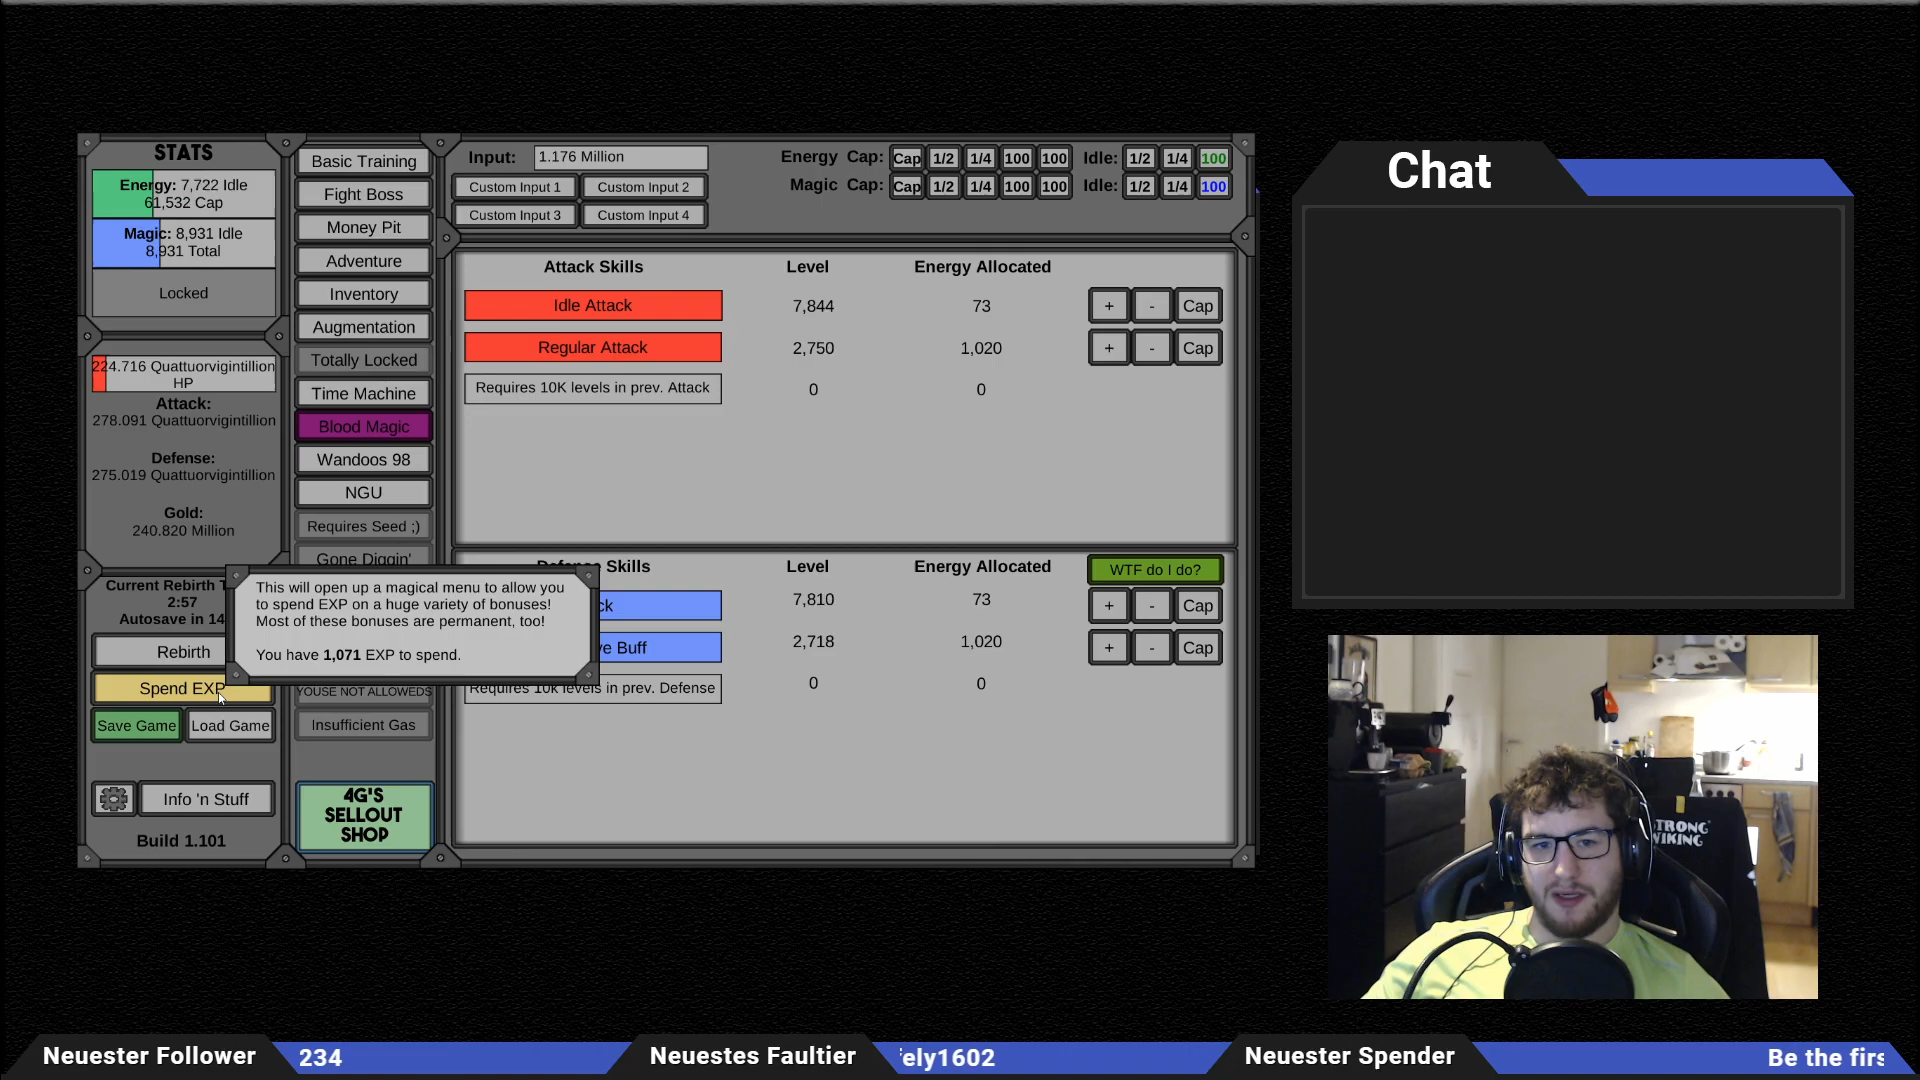 STATS
Energy: 7,722 Idle
61,532 Cap
Magic: 8,931 Idle
8,931 Total
Locked
224.716 Quattuorvigintillion
HP
Attack:
278.091 Quattuorvigintillion
Defense:
275.019 Quattuorvigintillion
Gold:
240.820 Million
Current Rebirth T
2:57
Autosave in 14
Rebirth
Spend EXP
Save Game
Load Game
Info 'n Stuff
Build 1.101
Basic Training
Fight Boss
Money Pit
Adventure
Inventory
Augmentation
Totally Locked
Time Machine
Blood Magic
Wandoos 98
NGU
Requires Seed ;)
Gone Diggin'
YOUSE NOT ALLOWEDS
Insufficient Gas
4G'S
SELLOUT
SHOP
This will open up a magical menu to allow you
to spend EXP on a huge variety of bonuses!
Most of these bonuses are permanent, too!
You have 1,071 EXP to spend.
Input: 1.176 Million
Custom Input 1 Custom Input 2
Custom Input 3 Custom Input 4
Energy Cap: Cap 1/2 1/4 100 100 Idle: 1/2 1/4 100
Magic Cap: Cap 1/2 1/4 100 100 Idle: 1/2 1/4 100
Attack Skills Level Energy Allocated
Idle Attack 7,844 73 + - Cap
Regular Attack 2,750 1,020 + - Cap
Requires 10K levels in prev. Attack 0 0
Defense Skills Level Energy Allocated WTF do I do?
ck 7,810 73 + - Cap
ve Buff 2,718 1,020 + - Cap
Requires 10k levels in prev. Defense 0 0
Chat
STRONG
VIKING
Neuester Follower 234
Neuestes Faultier ely1602
Neuester Spender Be the firs